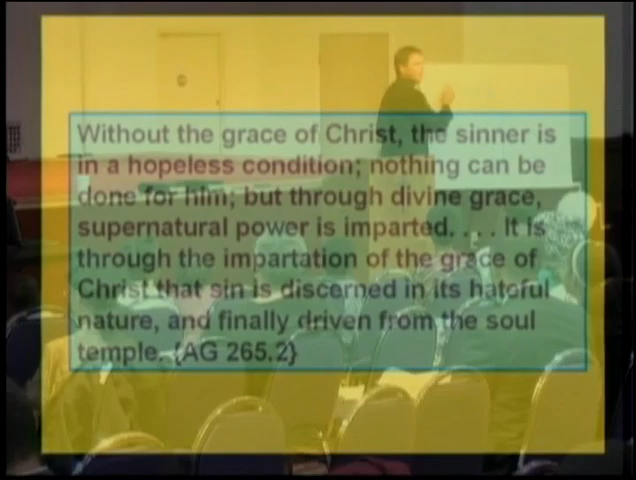 Without the grace of Christ, the sinner is
in a hopeless condition; nothing can be
done for him; but through divine grace,
supernatural power is imparted. . . . It is
through the impartation of the grace of
Christ that sin is discerned in its hateful
nature, and finally driven from the soul
temple. {AG 265.2}